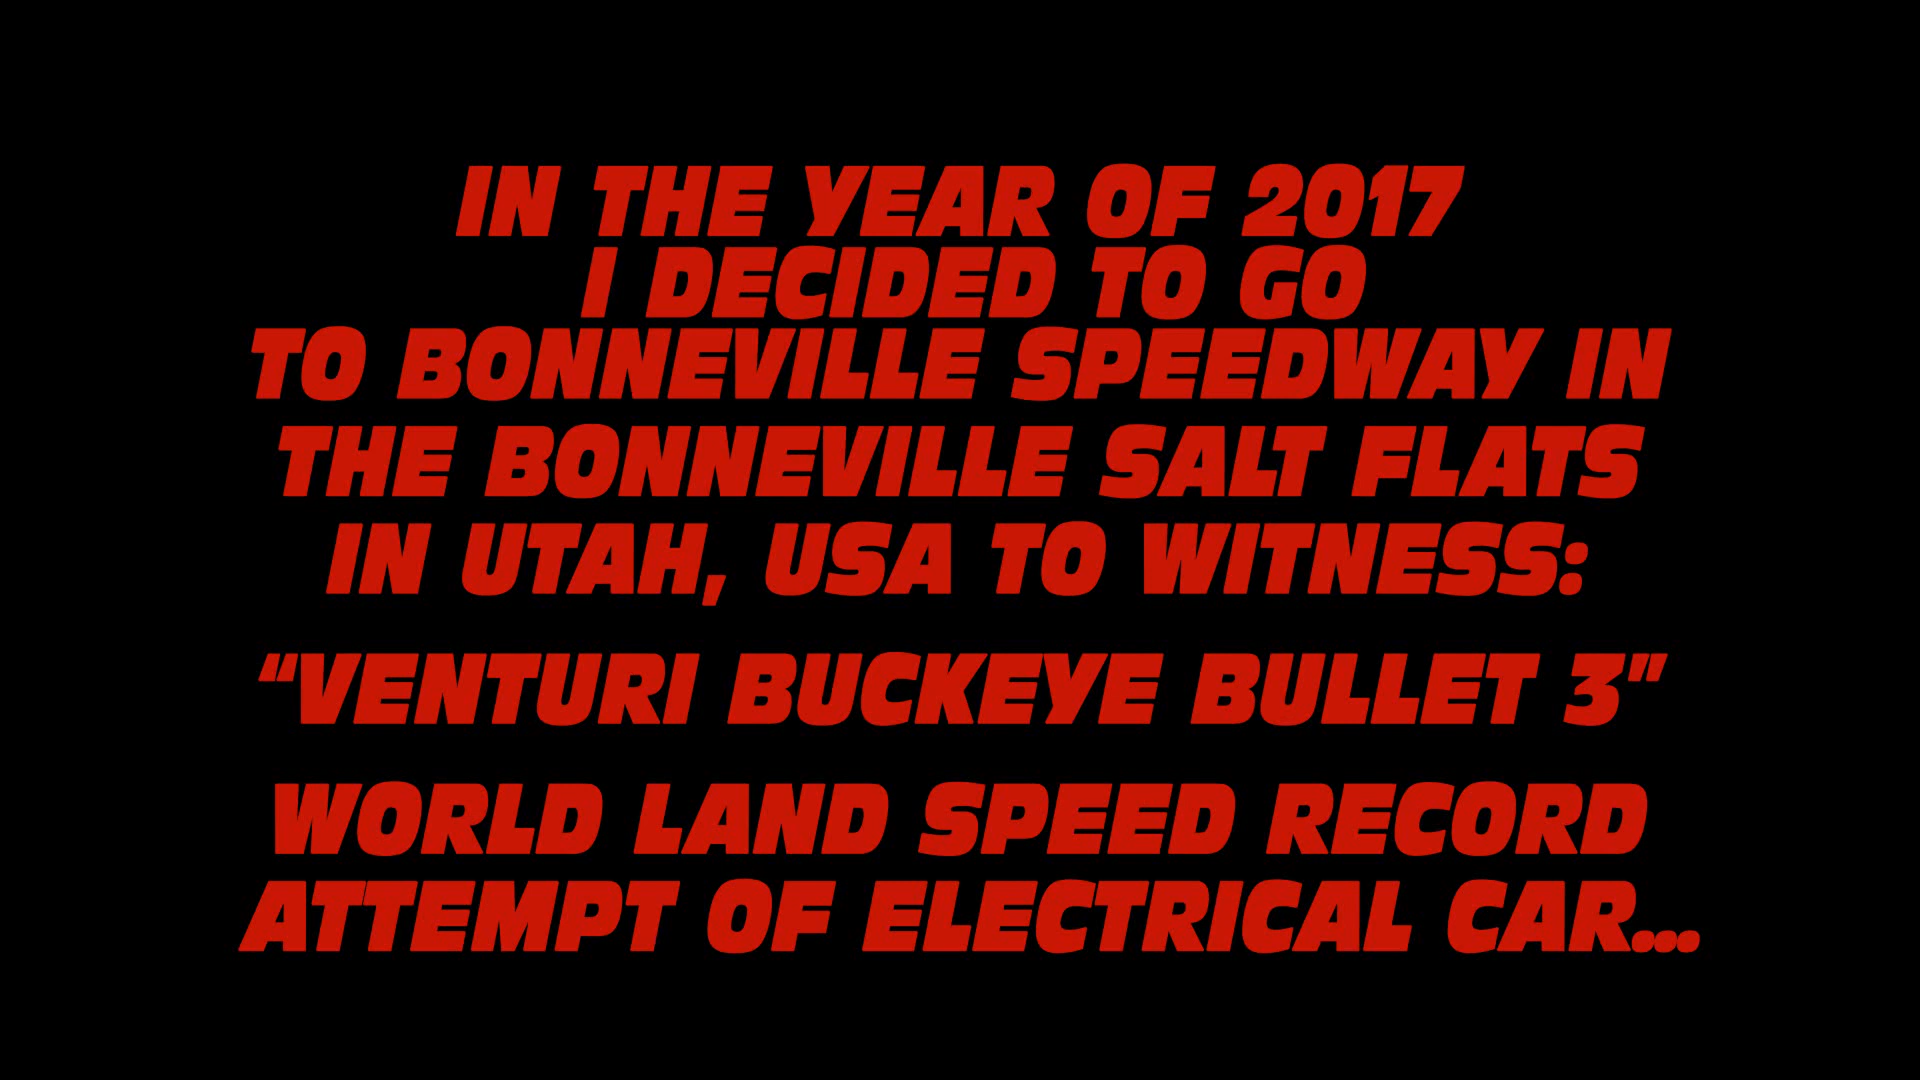 IN THE YEAR OF 2017
I DECIDED TO GO
TO BONNEVILLE SPEEDWAY IN
THE BONNEVILLE SALT FLATS
IN UTAH, USA TO WITNESS:
“VENTURI BUCKEYE BULLET 3”
WORLD LAND SPEED RECORD
ATTEMPT OF ELECTRICAL CAR...